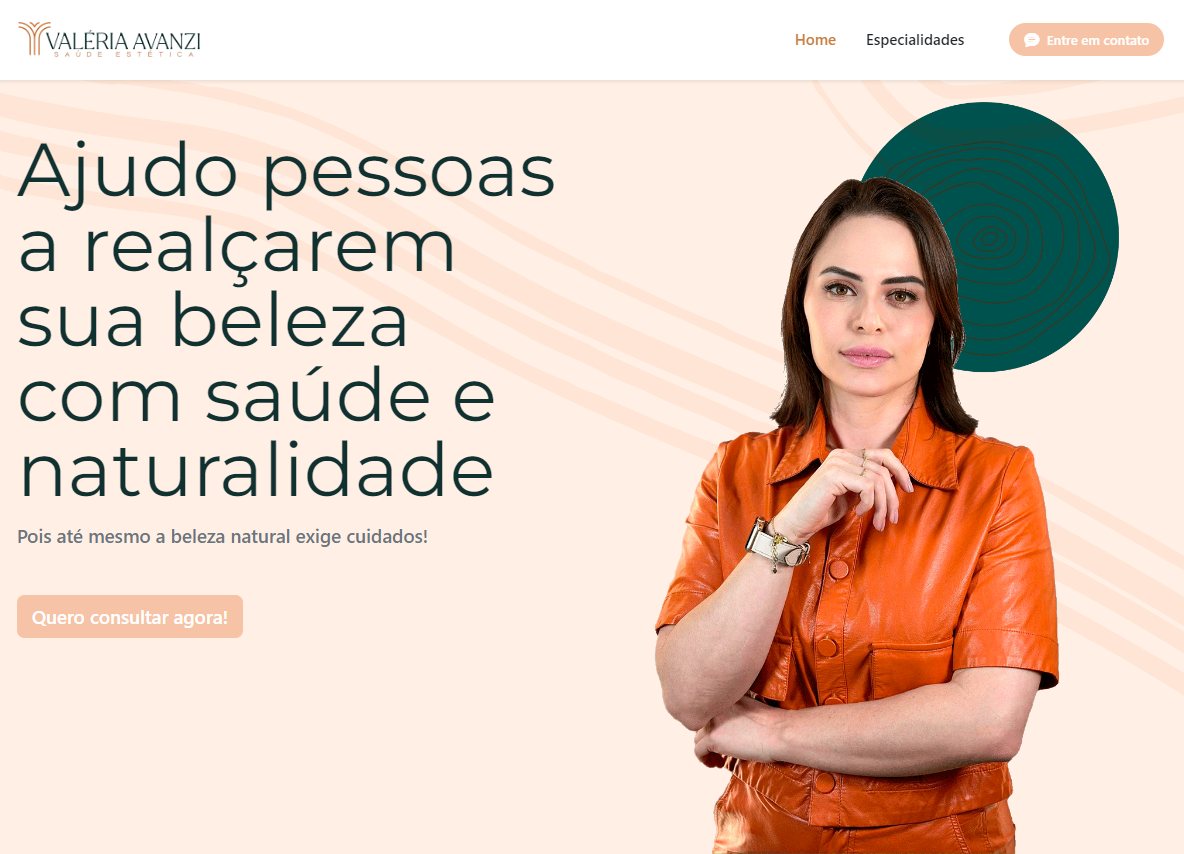 VALÉRIA AVANZI
SAÚDE ESTÉTICA
Home
Especialidades
Entre em contato
Ajudo pessoas
a realçarem
sua beleza
com saúde e
naturalidade
Pois até mesmo a beleza natural exige cuidados!
Quero consultar agora!